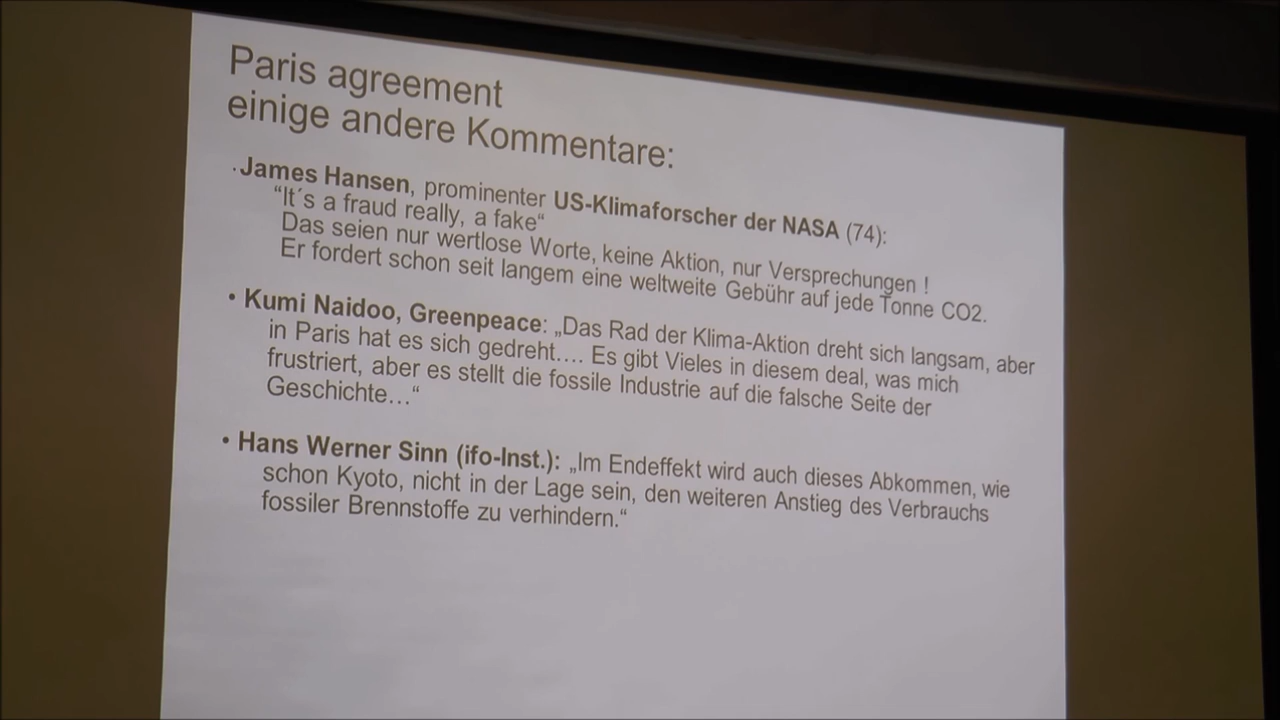 Paris agreement
einige andere Kommentare:
·James Hansen, prominenter US-Klimaforscher der NASA (74):
"It´s a fraud really, a fake“
Das seien nur wertlose Worte, keine Aktion, nur Versprechungen !
Er fordert schon seit langem eine weltweite Gebühr auf jede Tonne CO2.
• Kumi Naidoo, Greenpeace: „Das Rad der Klima-Aktion dreht sich langsam, aber
in Paris hat es sich gedreht…. Es gibt Vieles in diesem deal, was mich
frustriert, aber es stellt die fossile Industrie auf die falsche Seite der
Geschichte…“
• Hans Werner Sinn (ifo-Inst.): „Im Endeffekt wird auch dieses Abkommen, wie
schon Kyoto, nicht in der Lage sein, den weiteren Anstieg des Verbrauchs
fossiler Brennstoffe zu verhindern.“